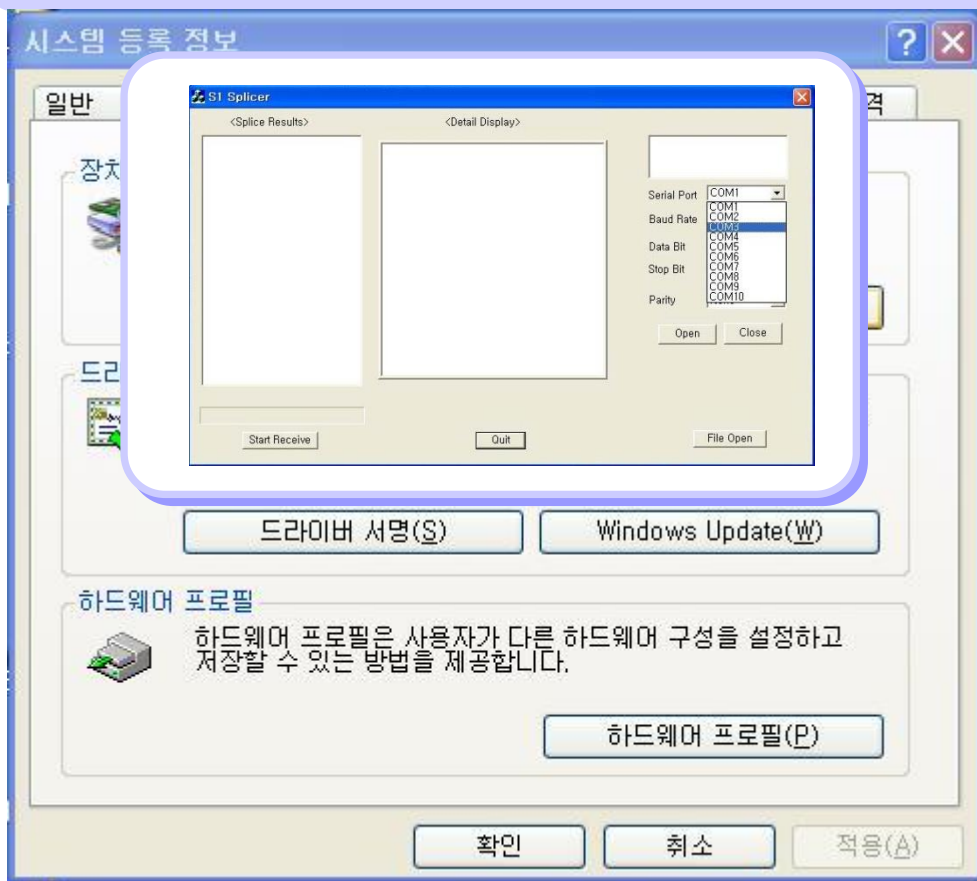 시스템 등록 정보
일반
격
장치
S1 Splicer
<Splice Results>
<Detail Display>
Serial Port
COM1
COM1
COM2
COM3
COM4
COM5
COM6
COM7
COM8
COM9
COM10
Baud Rate
Data Bit
Stop Bit
Parity
Open
Close
Start Receive
Quit
File Open
드라
드라이버 서명(S)
Windows Update(W)
하드웨어 프로필
하드웨어 프로필은 사용자가 다른 하드웨어 구성을 설정하고
저장할 수 있는 방법을 제공합니다.
하드웨어 프로필(P)
확인
취소
적용(A)